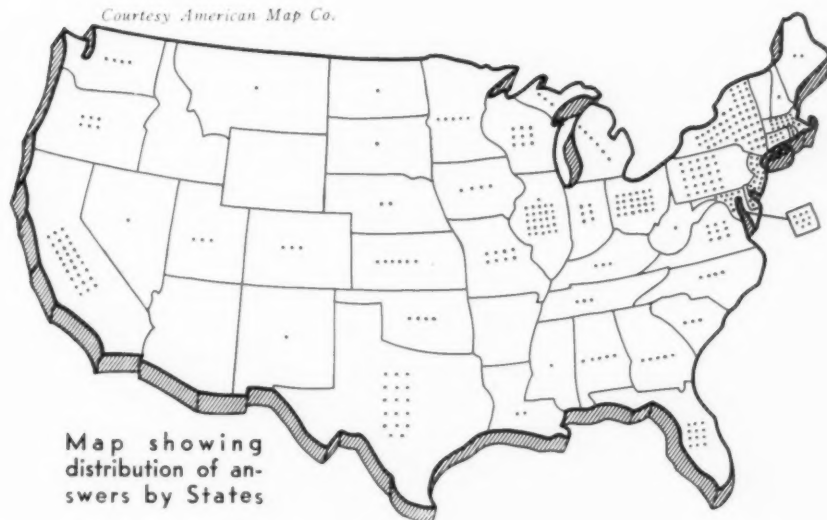 Courtesy American Map Co.
Map showing
distribution of an-
swers by States